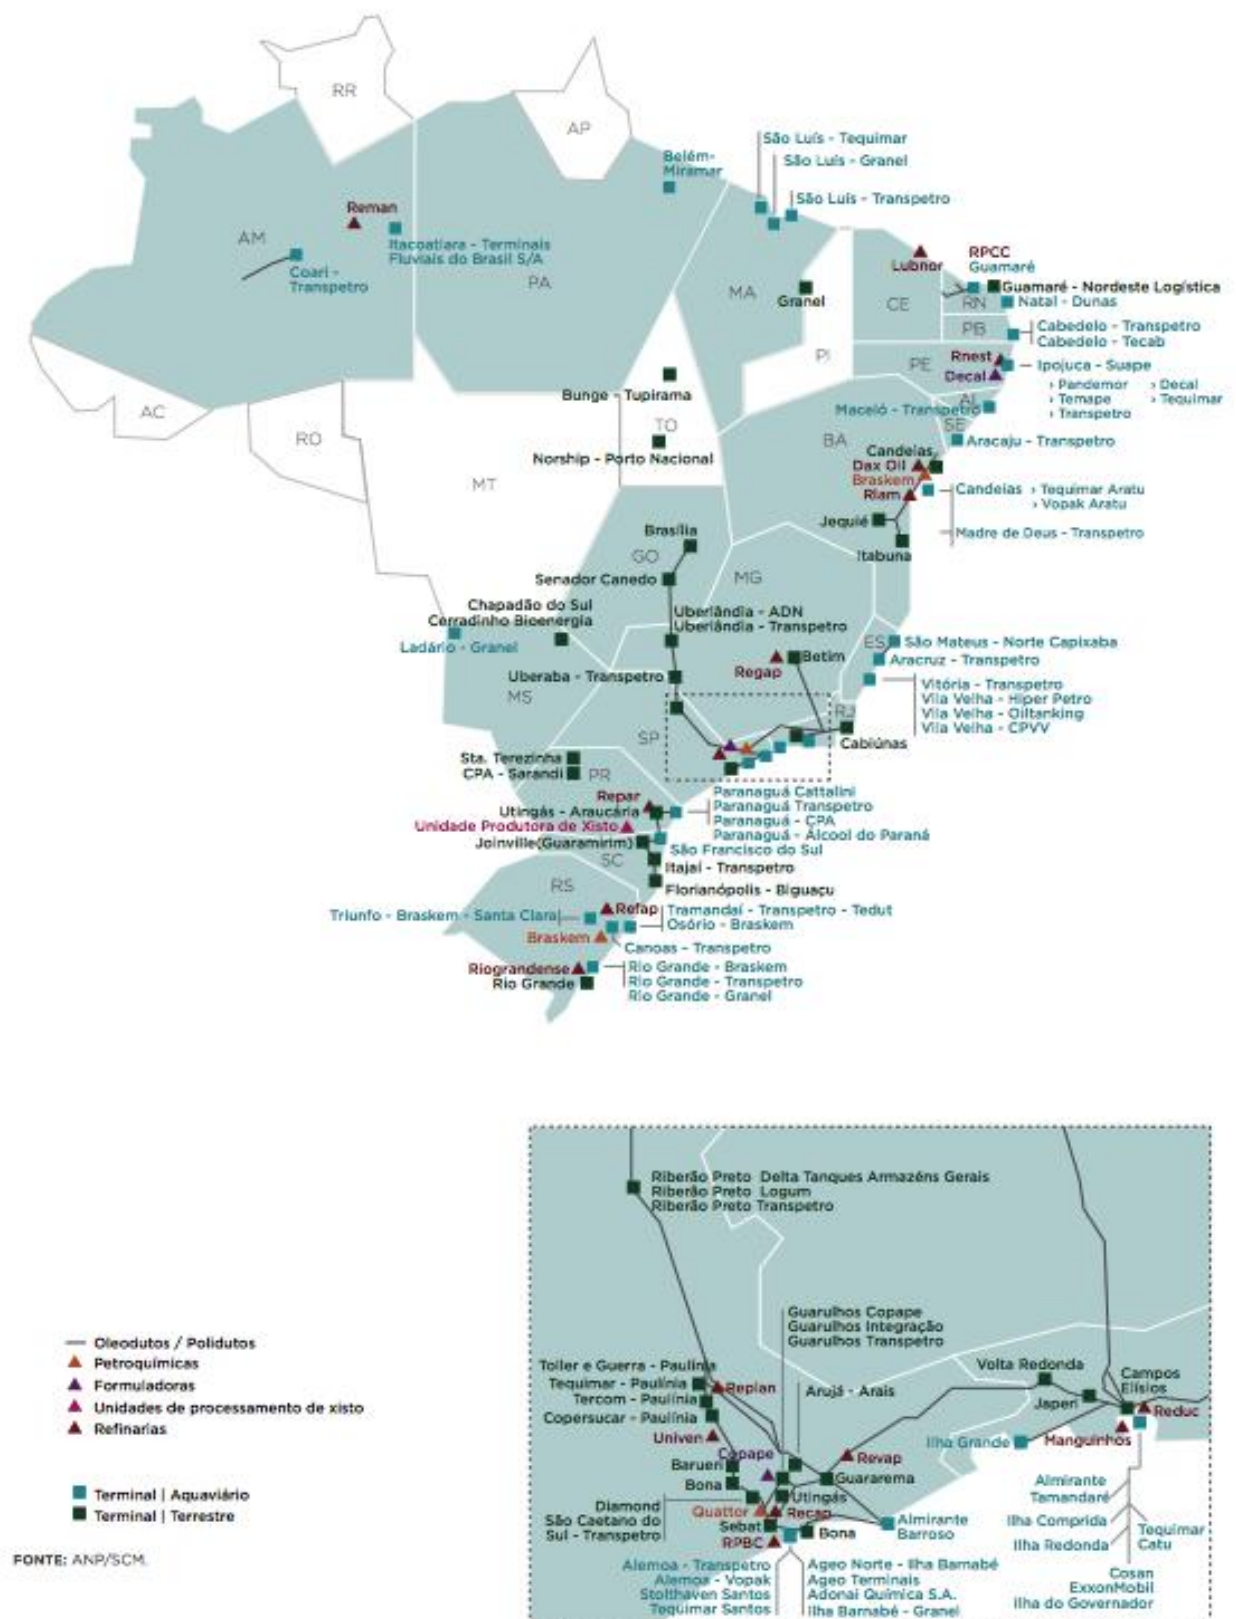 RR
AP
Belém-
Miramar
São Luís - Tequimar
São Luís - Granel
São Luís - Transpetro
Reman
AM
Itacoatiara - Terminais
Fluviais do Brasil S/A
Coari -
Transpetro
PA
MA
Granel
PI
Lubnor
CE
RPCC
Guamaré
Guamaré - Nordeste Logística
RN
Natal - Dunas
PB
Cabedelo - Transpetro
Cabedelo - Tecab
PE
Rnest
Decal
Ipojuca - Suape
› Pandemor › Decal
› Temape › Tequimar
› Transpetro
AL
Maceló - Transpetro
SE
Aracaju - Transpetro
AC
RO
MT
Bunge - Tupirama
TO
Norship - Porto Nacional
BA
Candeias
Dax Oil
Braskem
Rlam
Candeias › Tequimar Aratu
› Vopak Aratu
Madre de Deus - Transpetro
Jequié
Itabuna
Brasília
GO
Senador Canedo
MG
Chapadão do Sul
Cerradinho Bioenergia
Ladário - Granel
Uberlândia - ADN
Uberlândia - Transpetro
Uberaba - Transpetro
MS
Regap
Betim
ES
São Mateus - Norte Capixaba
Aracruz - Transpetro
Vitória - Transpetro
Vila Velha - Hiper Petro
Vila Velha - Oiltanking
Vila Velha - CPVV
RJ
Cabiúnas
SP
Sta. Terezinha
CPA - Sarandi
PR
Repar
Utingás - Araucária
Unidade Produtora de Xisto
Joinville(Guaramirim)
Paranaguá Cattalini
Paranaguá Transpetro
Paranaguá - CPA
Paranaguá - Álcool do Paraná
São Francisco do Sul
SC
Itajaí - Transpetro
Florianópolis - Biguaçu
RS
Triunfo - Braskem - Santa Clara
Refap
Tramandaí - Transpetro - Tedut
Osório - Braskem
Braskem
Canoas - Transpetro
Riograndense
Rio Grande
Rio Grande - Braskem
Rio Grande - Transpetro
Rio Grande - Granel
Riberão Preto Delta Tanques Armazéns Gerais
Riberão Preto Logum
Riberão Preto Transpetro
Guarulhos Copape
Guarulhos Integração
Guarulhos Transpetro
Toller e Guerra - Paulínia
Tequimar - Paulínia
Tercom - Paulínia
Copersucar - Paulínia
Replan
Univen
Arujá - Arais
Volta Redonda
Japeri
Campos
Elísios
Reduc
Manguinhos
Ilha Grande
Copape
Barueri
Bona
Revap
Guararema
Utingás
Diamond
São Caetano do
Sul - Transpetro
Quattor
Recap
Sebat
Bona
RPBC
Almirante
Barroso
Almirante
Tamandaré
Ilha Comprida
Ilha Redonda
Tequimar
Catu
Cosan
ExxonMobil
Ilha do Governador
Alemoa - Transpetro
Alemoa - Vopak
Stolthaven Santos
Tequimar Santos
Ageo Norte - Ilha Barnabé
Ageo Terminais
Adonai Química S.A.
Ilha Barnabé - Granel
Oleodutos / Polidutos
Petroquímicas
Formuladoras
Unidades de processamento de xisto
Refinarias
Terminal | Aquaviário
Terminal | Terrestre
FONTE: ANP/SCM.